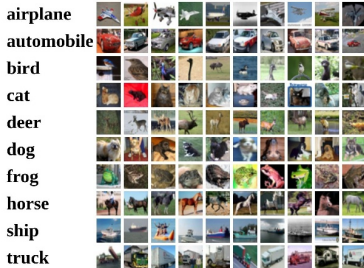 airplane
automobile
bird
cat
deer
dog
frog
horse
ship
truck